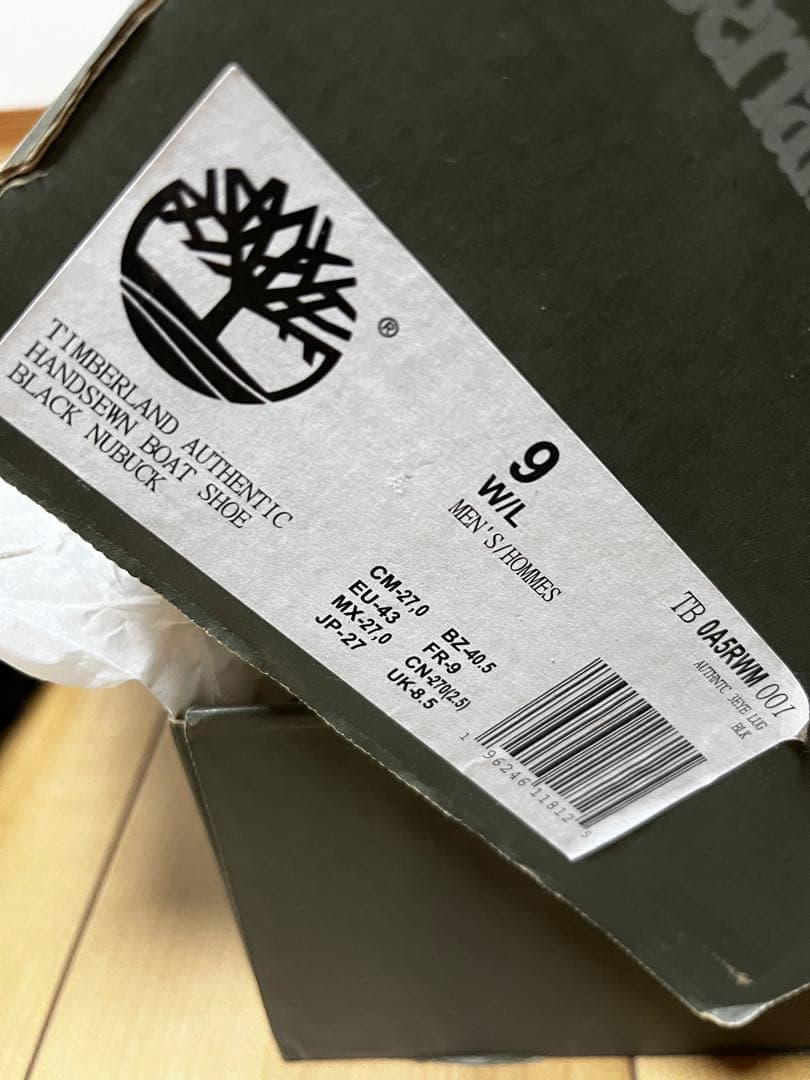 ®
TIMBERLAND AUTHENTIC
HANDSEWN BOAT SHOE
BLACK NUBUCK
9
W/L
MEN'S/HOMMES
CM-27,0 BZ-40.5
EU-43 FR-9
MX-27,0 CN-270(2.5)
JP-27 UK-8.5
TB 0A5RWM 001
AUTHNTC 3EYE LUG
BLK
1 96246 11812 5